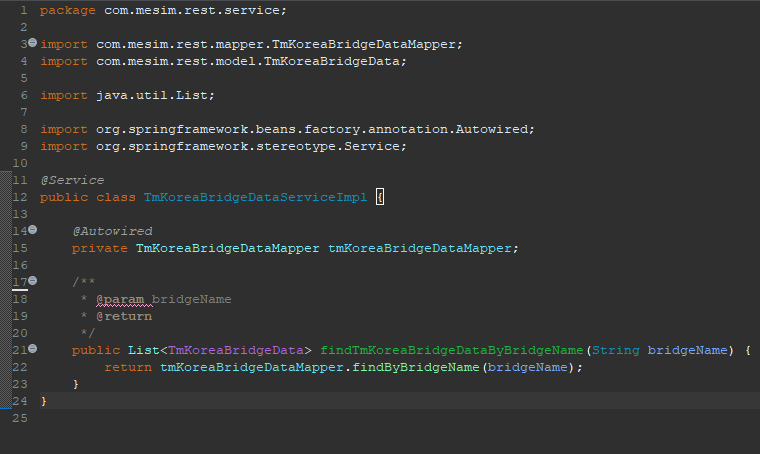 1 package com.mesim.rest.service;
2
3 import com.mesim.rest.mapper.TmKoreaBridgeDataMapper;
4 import com.mesim.rest.model.TmKoreaBridgeData;
5
6 import java.util.List;
7
8 import org.springframework.beans.factory.annotation.Autowired;
9 import org.springframework.stereotype.Service;
10
11 @Service
12 public class TmKoreaBridgeDataServiceImpl {
13
14     @Autowired
15     private TmKoreaBridgeDataMapper tmKoreaBridgeDataMapper;
16
17     /**
18      * @param bridgeName
19      * @return
20      */
21     public List<TmKoreaBridgeData> findTmKoreaBridgeDataByBridgeName(String bridgeName) {
22         return tmKoreaBridgeDataMapper.findByBridgeName(bridgeName);
23     }
24 }
25